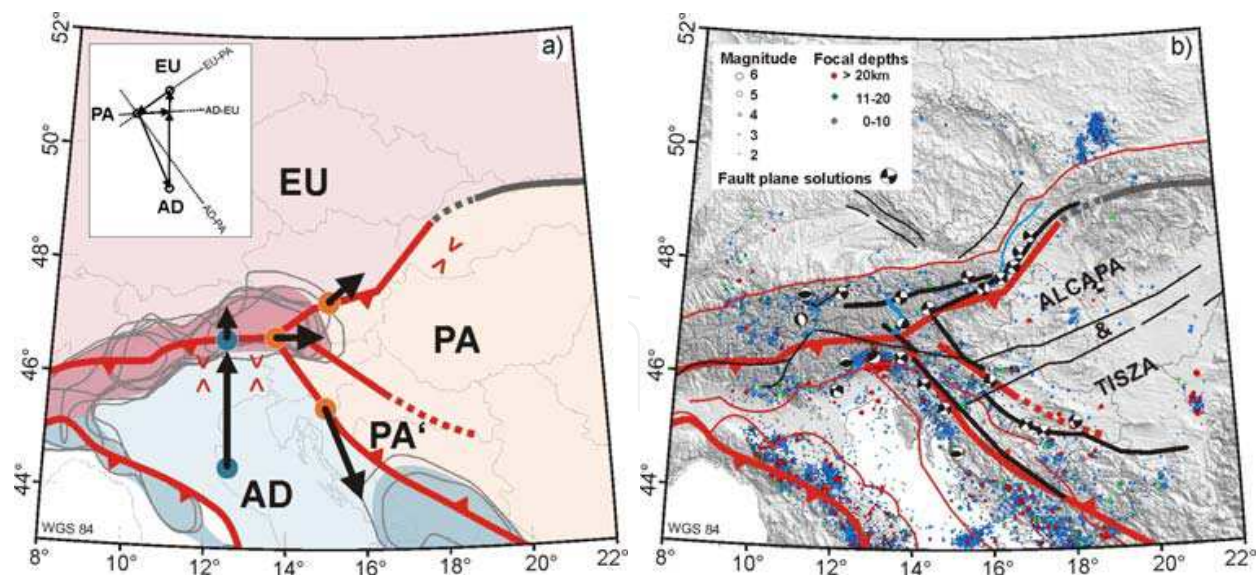 52°
50°
48°
46°
44°
a)
EU
EU-PA
PA
AD-EU
AD
AD-PA
EU
PA
PA'
AD
WGS 84
8° 10° 12° 14° 16° 18° 20° 22°
52°
50°
48°
46°
44°
b)
Magnitude
6
5
4
3
2
Focal depths
> 20km
11-20
0-10
Fault plane solutions
ALCAPA
&
TISZA
WGS 84
8° 10° 12° 14° 16° 18° 20° 22°